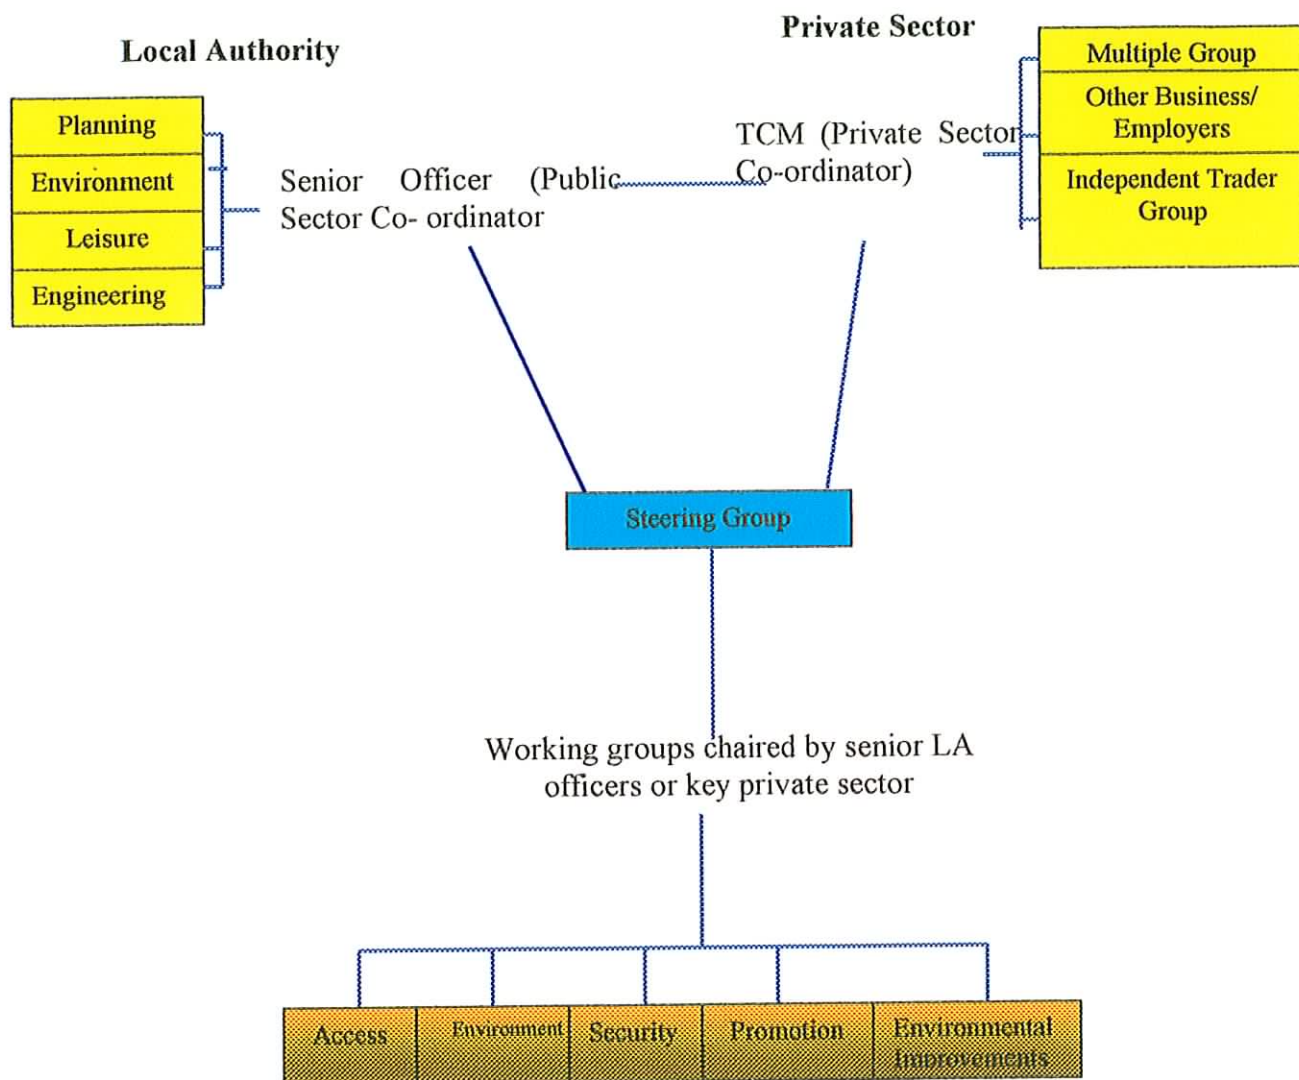 Local Authority
Private Sector
Planning
Environment
Leisure
Engineering
Senior Officer (Public
Sector Co- ordinator
TCM (Private Sector
Co-ordinator)
Multiple Group
Other Business/
Employers
Independent Trader
Group
Steering Group
Working groups chaired by senior LA
officers or key private sector
Access
Environment
Security
Promotion
Environmental
Improvements